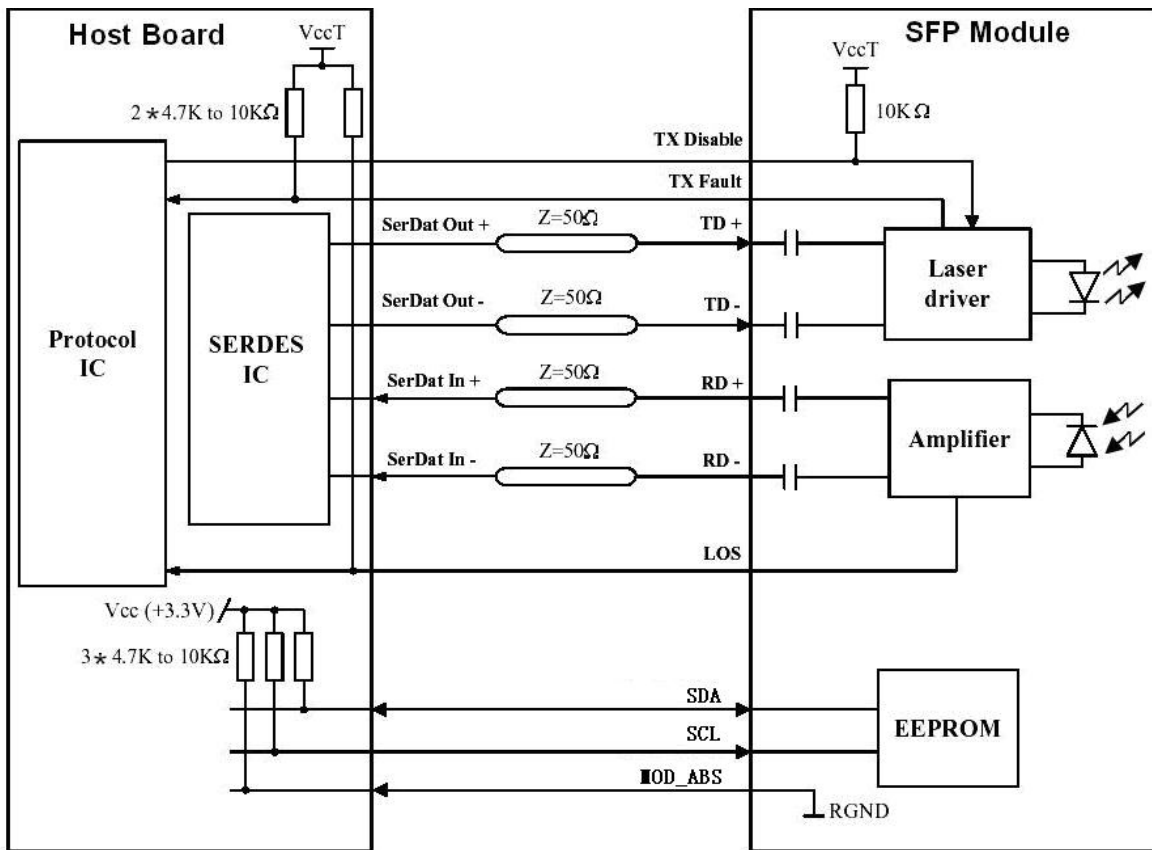 Host Board
SFP Module
VccT
VccT
2*4.7K to 10KΩ
10KΩ
TX Disable
TX Fault
SerDat Out +
Z=50Ω
TD +
SerDat Out -
Z=50Ω
TD -
Laser
driver
Protocol
IC
SERDES
IC
SerDat In +
Z=50Ω
RD +
SerDat In -
Z=50Ω
RD -
Amplifier
LOS
Vcc (+3.3V)
3*4.7K to 10KΩ
SDA
SCL
MOD_ABS
EEPROM
RGND